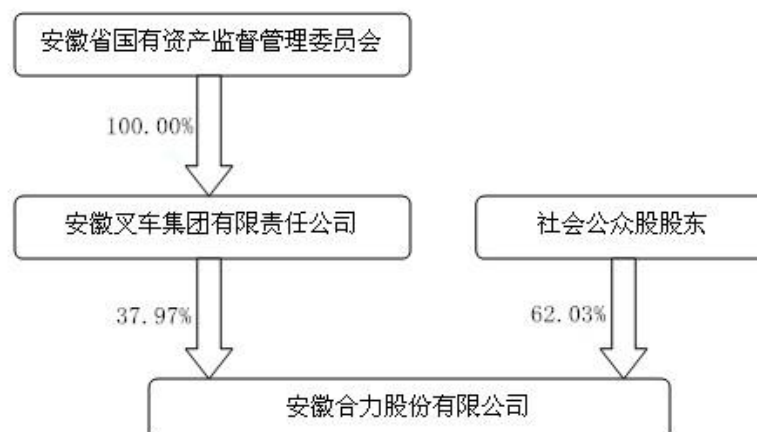 安徽省国有资产监督管理委员会
100.00%
安徽叉车集团有限责任公司
社会公众股股东
37.97%
62.03%
安徽合力股份有限公司